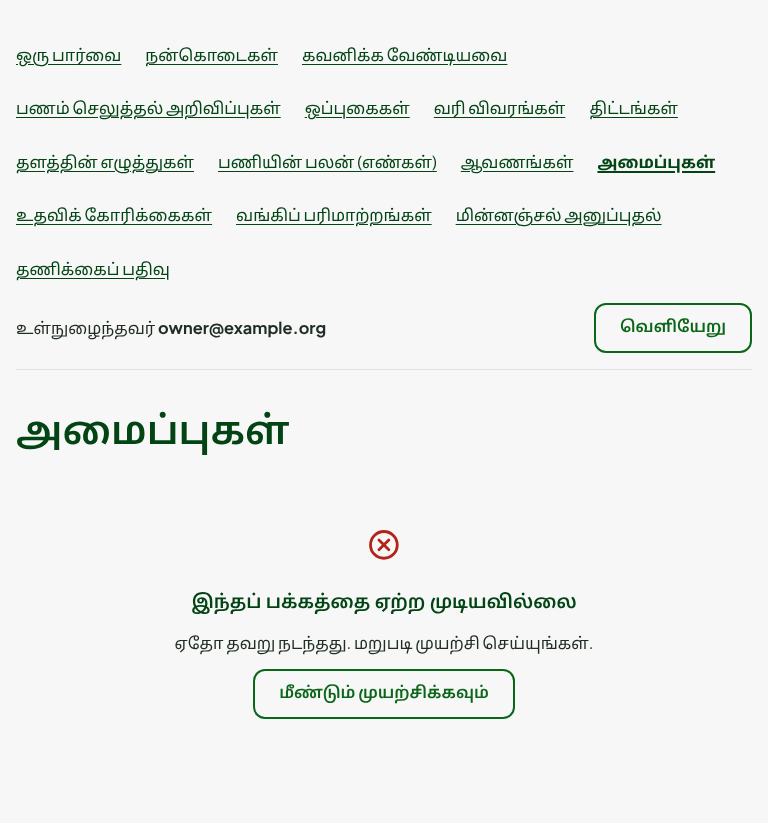 ஒரு பார்வை நன்கொடைகள் கவனிக்க வேண்டியவை
பணம் செலுத்தல் அறிவிப்புகள் ஒப்புகைகள் வரி விவரங்கள் திட்டங்கள்
தளத்தின் எழுத்துகள் பணியின் பலன் (எண்கள்) ஆவணங்கள் அமைப்புகள்
உதவிக் கோரிக்கைகள் வங்கிப் பரிமாற்றங்கள் மின்னஞ்சல் அனுப்புதல்
தணிக்கைப் பதிவு
உள்நுழைந்தவர் owner@example.org வெளியேறு
அமைப்புகள்
இந்தப் பக்கத்தை ஏற்ற முடியவில்லை
ஏதோ தவறு நடந்தது. மறுபடி முயற்சி செய்யுங்கள்.
மீண்டும் முயற்சிக்கவும்